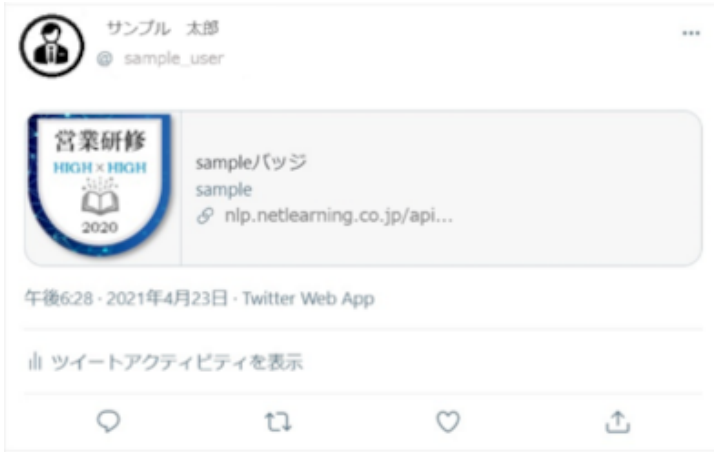 サンプル 太郎
@ sample_user
営業研修
HIGH×HIGH
2020
sampleバッジ
sample
nlp.netlearning.co.jp/api...
午後6:28 · 2021年4月23日 · Twitter Web App
ツイートアクティビティを表示